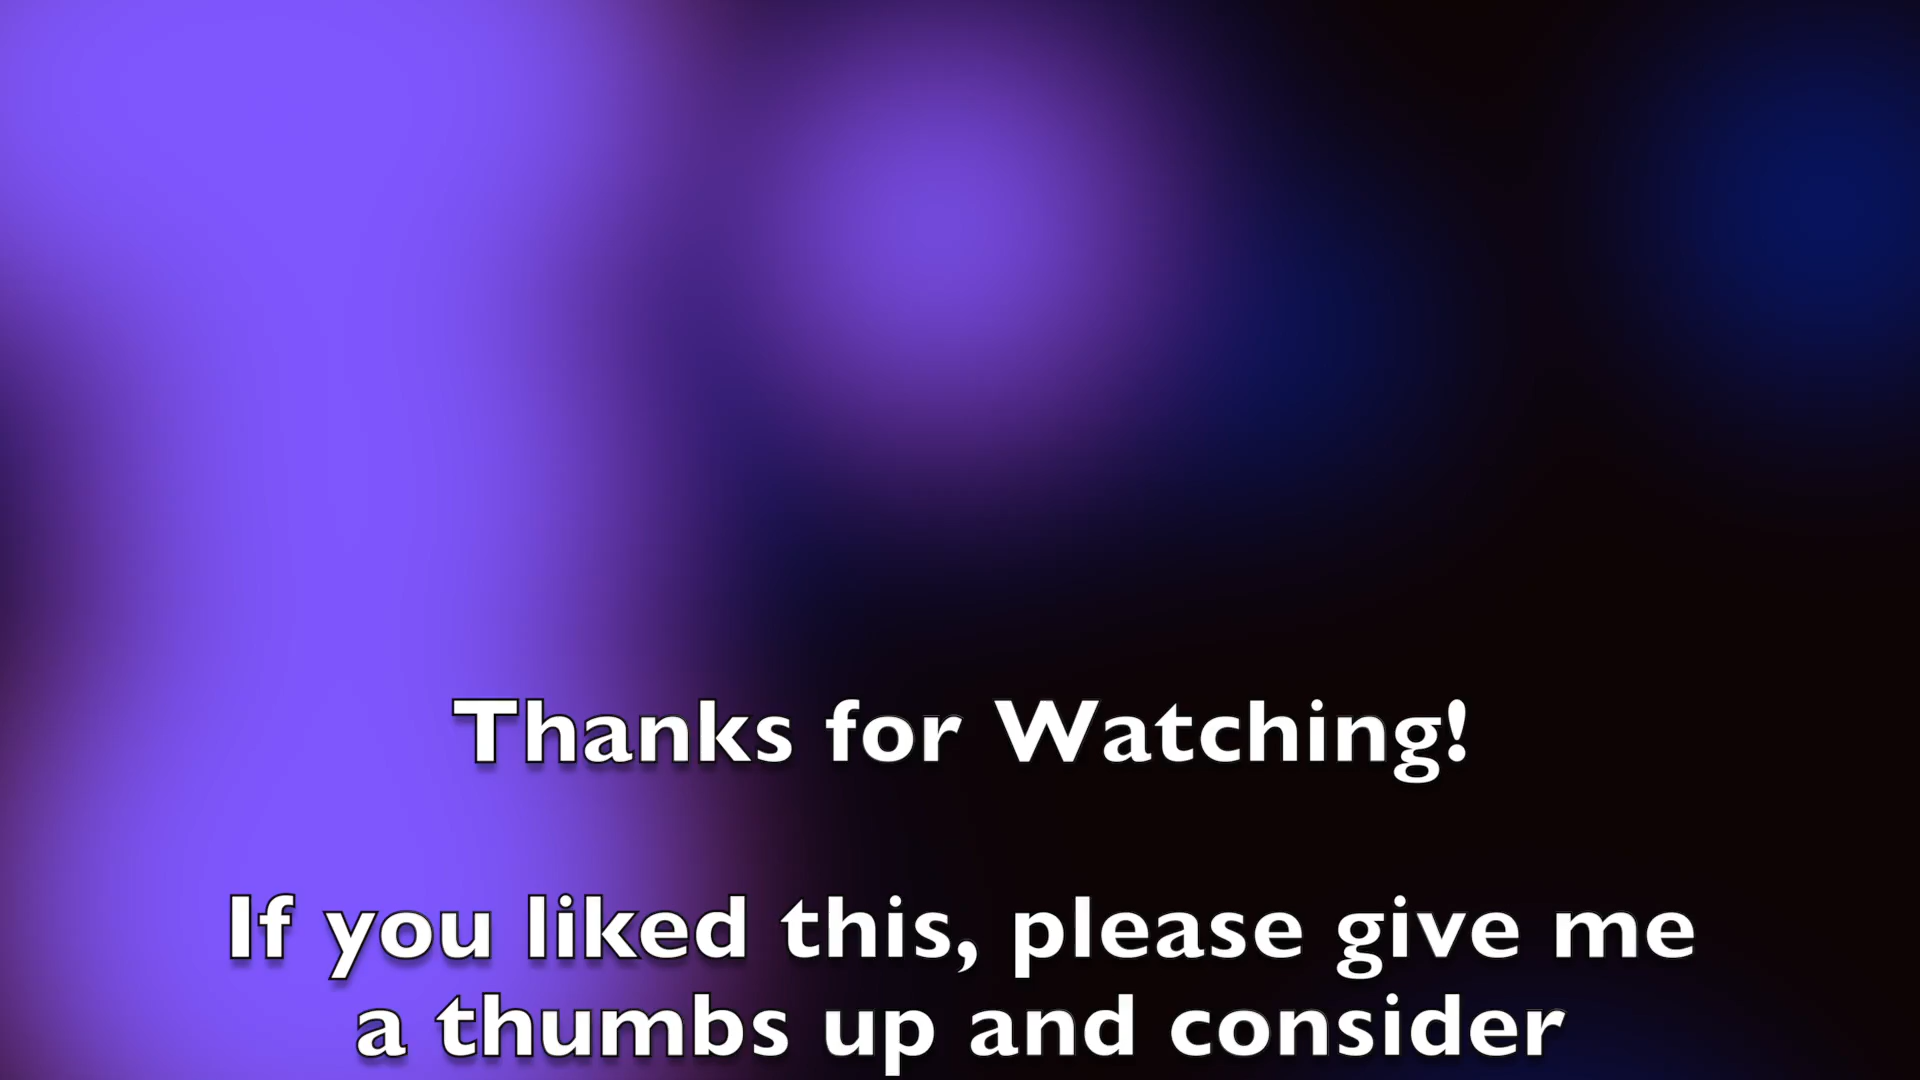 Thanks for Watching!
If you liked this, please give me
a thumbs up and consider